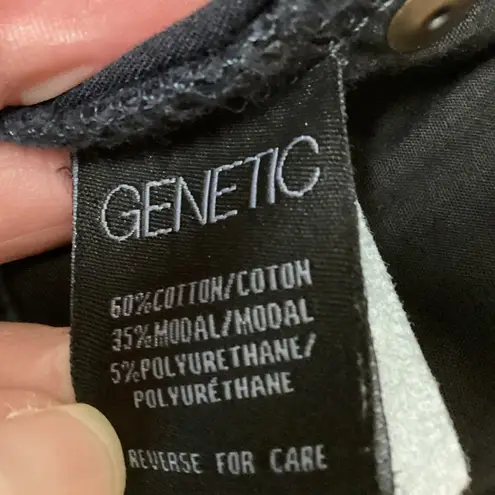 GENETIC
60%COTTON/COTON
35%MODAL/MODAL
5%POLYURETHANE/
POLYURÉTHANE
REVERSE FOR CARE